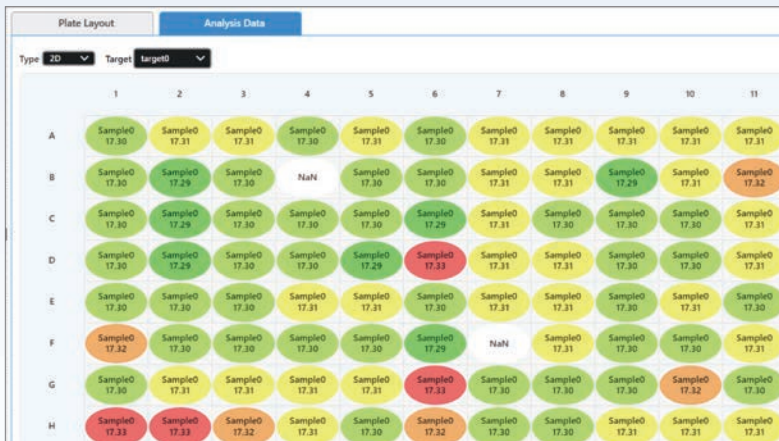 Plate Layout Analysis Data
Type 2D Target target0
1 2 3 4 5 6 7 8 9 10 11
A Sample0 Sample0 Sample0 Sample0 Sample0 Sample0 Sample0 Sample0 Sample0 Sample0 Sample0
17.30 17.31 17.31 17.30 17.31 17.30 17.31 17.31 17.31 17.31 17.31
B Sample0 Sample0 Sample0 NaN Sample0 Sample0 Sample0 Sample0 Sample0 Sample0 Sample0
17.30 17.29 17.30 17.30 17.30 17.31 17.31 17.29 17.31 17.32
C Sample0 Sample0 Sample0 Sample0 Sample0 Sample0 Sample0 Sample0 Sample0 Sample0 Sample0
17.30 17.29 17.30 17.30 17.30 17.29 17.31 17.30 17.30 17.30 17.31
D Sample0 Sample0 Sample0 Sample0 Sample0 Sample0 Sample0 Sample0 Sample0 Sample0 Sample0
17.30 17.29 17.30 17.30 17.29 17.33 17.31 17.31 17.30 17.30 17.31
E Sample0 Sample0 Sample0 Sample0 Sample0 Sample0 Sample0 Sample0 Sample0 Sample0 Sample0
17.30 17.30 17.30 17.31 17.31 17.30 17.31 17.31 17.30 17.31 17.30
F Sample0 Sample0 Sample0 Sample0 Sample0 Sample0 NaN Sample0 Sample0 Sample0 Sample0
17.32 17.30 17.30 17.30 17.30 17.29 17.31 17.30 17.30 17.31
G Sample0 Sample0 Sample0 Sample0 Sample0 Sample0 Sample0 Sample0 Sample0 Sample0 Sample0
17.30 17.31 17.31 17.31 17.31 17.33 17.30 17.30 17.30 17.32 17.30
H Sample0 Sample0 Sample0 Sample0 Sample0 Sample0 Sample0 Sample0 Sample0 Sample0 Sample0
17.33 17.33 17.32 17.31 17.30 17.32 17.30 17.30 17.31 17.31 17.31